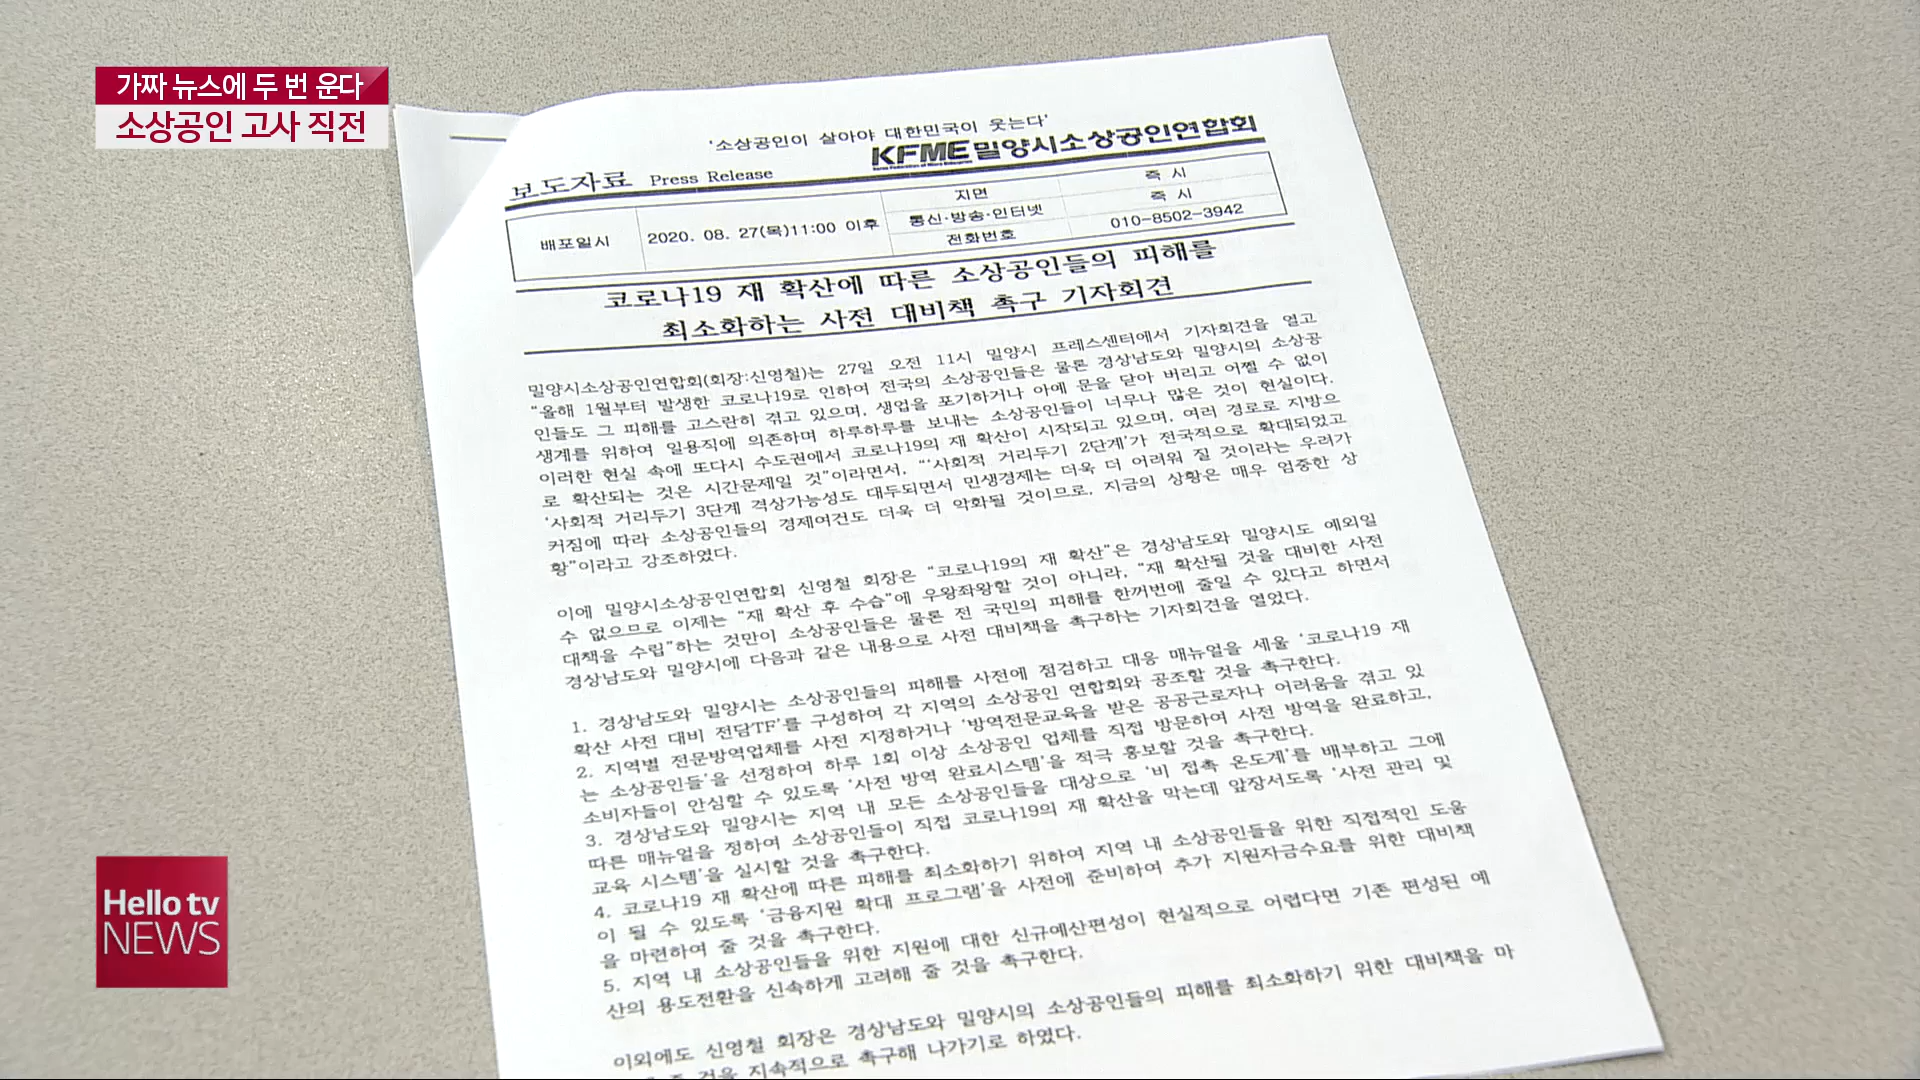 가짜 뉴스에 두 번 운다
소상공인 고사 직전
'소상공인이 살아야 대한민국이 웃는다'
KFME밀양시소상공인연합회
보도자료 Press Release
배포일시
2020. 08. 27(목)11:00 이후
지면
즉 시
통신·방송·인터넷
즉 시
전화번호
010-8502-3942
코로나19 재 확산에 따른 소상공인들의 피해를
최소화하는 사전 대비책 촉구 기자회견
밀양시소상공인연합회(회장:신영철)는 27일 오전 11시 밀양시 프레스센터에서 기자회견을 열고
"올해 1월부터 발생한 코로나19로 인하여 전국의 소상공인들은 물론 경상남도와 밀양시의 소상공
인들도 그 피해를 고스란히 겪고 있으며, 생업을 포기하거나 아예 문을 닫아 버리고 어쩔 수 없이
생계를 위하여 일용직에 의존하며 하루하루를 보내는 소상공인들이 너무나 많은 것이 현실이다.
이러한 현실 속에 또다시 수도권에서 코로나19의 재 확산이 시작되고 있으며, 여러 경로로 지방으
로 확산되는 것은 시간문제일 것"이라면서, "'사회적 거리두기 2단계'가 전국적으로 확대되었고
'사회적 거리두기 3단계 격상가능성도 대두되면서 민생경제는 더욱 더 어려워 질 것이라는 우려가
커짐에 따라 소상공인들의 경제여건도 더욱 더 악화될 것이므로, 지금의 상황은 매우 엄중한 상
황"이라고 강조하였다.
이에 밀양시소상공인연합회 신영철 회장은 "코로나19의 재 확산"은 경상남도와 밀양시도 예외일
수 없으므로 이제는 "재 확산 후 수습"에 우왕좌왕할 것이 아니라, "재 확산될 것을 대비한 사전
대책을 수립"하는 것만이 소상공인들은 물론 전 국민의 피해를 한꺼번에 줄일 수 있다고 하면서
경상남도와 밀양시에 다음과 같은 내용으로 사전 대비책을 촉구하는 기자회견을 열었다.
1. 경상남도와 밀양시는 소상공인들의 피해를 사전에 점검하고 대응 매뉴얼을 세울 '코로나19 재
확산 사전 대비 전담TF'를 구성하여 각 지역의 소상공인 연합회와 공조할 것을 촉구한다.
2. 지역별 전문방역업체를 사전 지정하거나 '방역전문교육을 받은 공공근로자나 어려움을 겪고 있
는 소상공인들'을 선정하여 하루 1회 이상 소상공인 업체를 직접 방문하여 사전 방역을 완료하고,
소비자들이 안심할 수 있도록 '사전 방역 완료시스템'을 적극 홍보할 것을 촉구한다.
3. 경상남도와 밀양시는 지역 내 모든 소상공인들을 대상으로 '비 접촉 온도계'를 배부하고 그에
따른 매뉴얼을 정하여 소상공인들이 직접 코로나19의 재 확산을 막는데 앞장서도록 '사전 관리 및
교육 시스템'을 실시할 것을 촉구한다.
4. 코로나19 재 확산에 따른 피해를 최소화하기 위하여 지역 내 소상공인들을 위한 직접적인 도움
이 될 수 있도록 '금융지원 확대 프로그램'을 사전에 준비하여 추가 지원자금수요를 위한 대비책
을 마련하여 줄 것을 촉구한다.
5. 지역 내 소상공인들을 위한 지원에 대한 신규예산편성이 현실적으로 어렵다면 기존 편성된 예
산의 용도전환을 신속하게 고려해 줄 것을 촉구한다.
이외에도 신영철 회장은 경상남도와 밀양시의 소상공인들의 피해를 최소화하기 위한 대비책을 마
것을 지속적으로 촉구해 나가기로 하였다.
Hello tv
NEWS